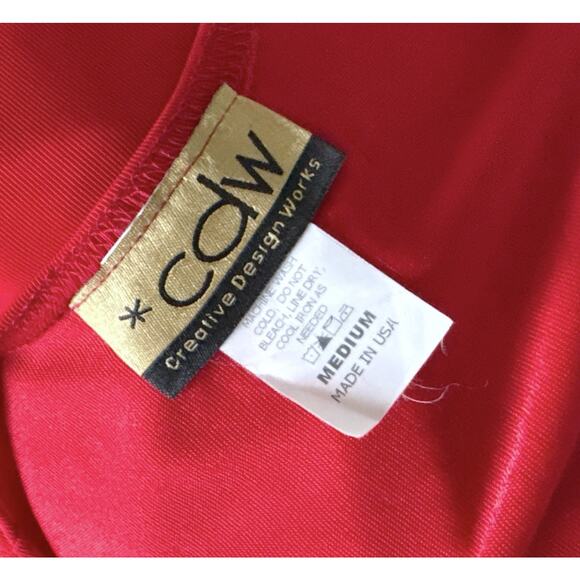 *cdw
Creative Design Works
MACHINE WASH
COLD, DO NOT
BLEACH, LINE DRY,
COOL IRON AS
NEEDED
MEDIUM
MADE IN USA